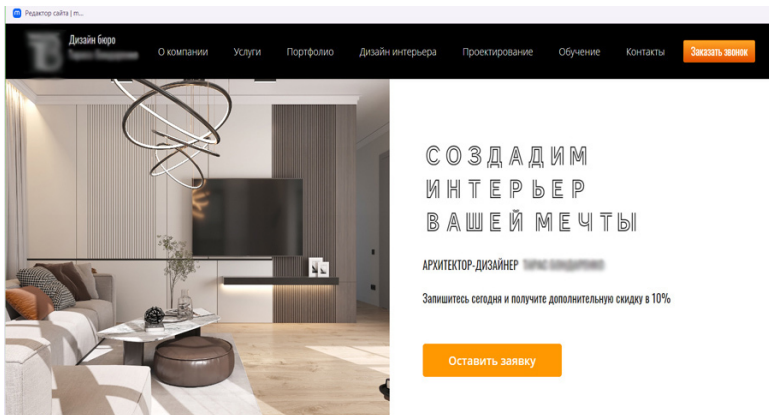 Редактор сайта | m...
Дизайн бюро
О компании
Услуги
Портфолио
Дизайн интерьера
Проектирование
Обучение
Контакты
Заказать звонок
СОЗДАДИМ
ИНТЕРЬЕР
ВАШЕЙ МЕЧТЫ
АРХИТЕКТОР-ДИЗАЙНЕР
Запишитесь сегодня и получите дополнительную скидку в 10%
Оставить заявку